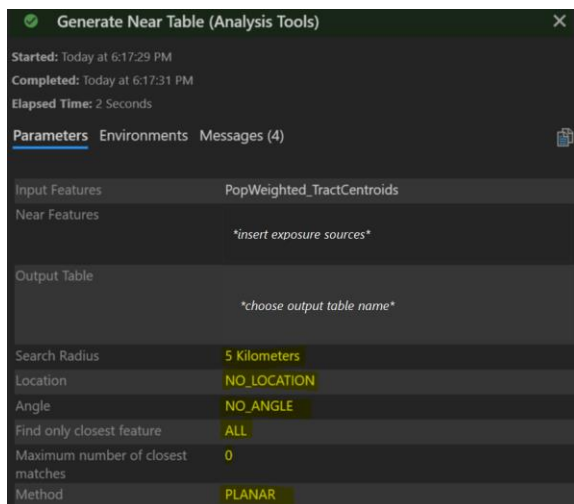 Generate Near Table (Analysis Tools)
Started: Today at 6:17:29 PM
Completed: Today at 6:17:31 PM
Elapsed Time: 2 Seconds
Parameters Environments Messages (4)
Input Features PopWeighted_TractCentroids
Near Features
*insert exposure sources*
Output Table
*choose output table name*
Search Radius 5 Kilometers
Location NO_LOCATION
Angle NO_ANGLE
Find only closest feature ALL
Maximum number of closest 0
matches
Method PLANAR